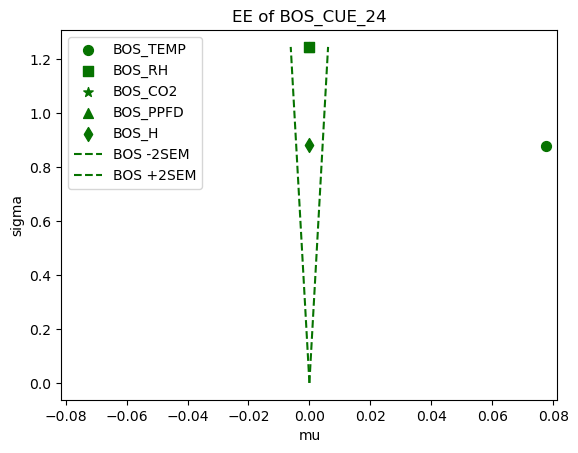 EE of BOS_CUE_24
BOS_TEMP
BOS_RH
BOS_CO2
BOS_PPFD
BOS_H
BOS -2SEM
BOS +2SEM
1.2
1.0
0.8
0.6
0.4
0.2
0.0
sigma
−0.08
−0.06
−0.04
−0.02
0.00
0.02
0.04
0.06
0.08
mu